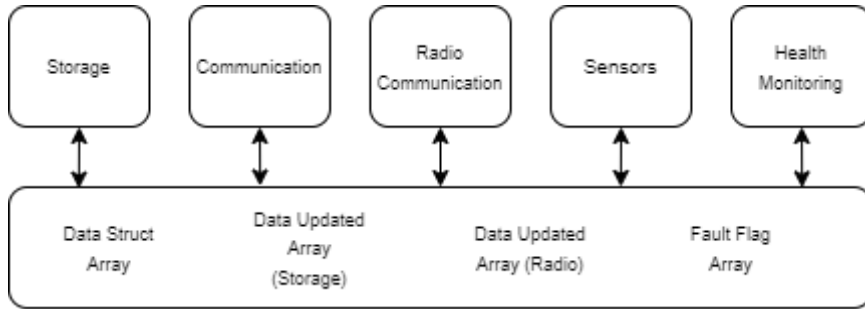 Storage
Communication
Radio
Communication
Sensors
Health
Monitoring
Data Struct
Array
Data Updated
Array
(Storage)
Data Updated
Array (Radio)
Fault Flag
Array